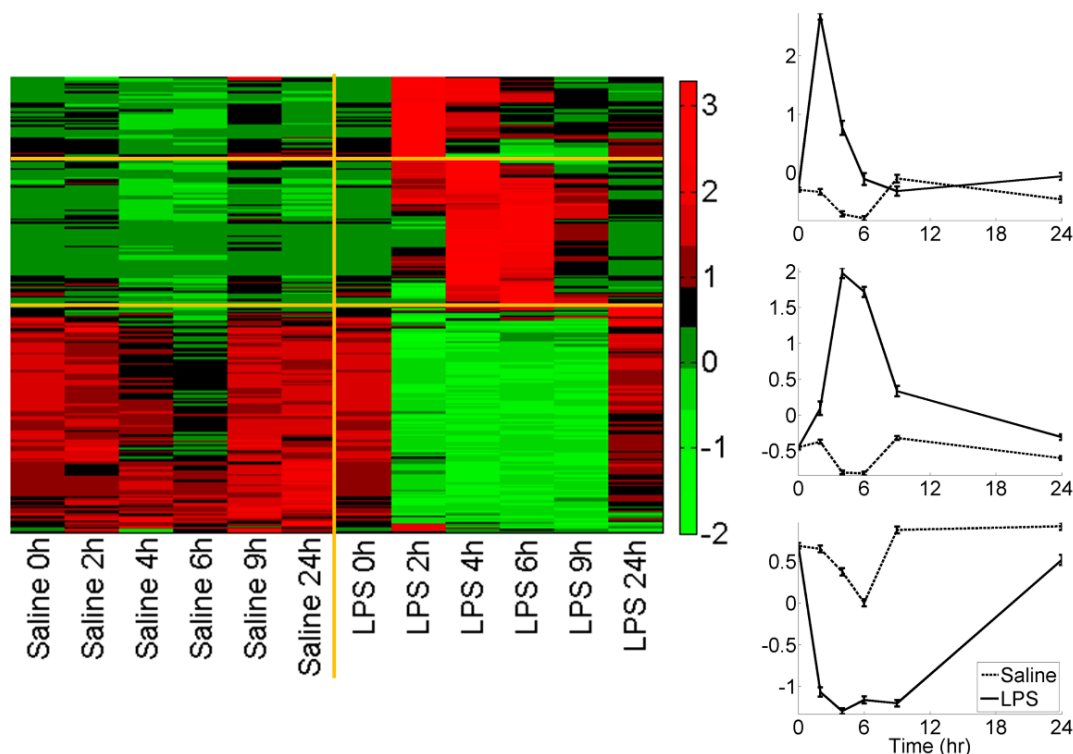 3
2
1
0
-1
-2
Saline 0h
Saline 2h
Saline 4h
Saline 6h
Saline 9h
Saline 24h
LPS 0h
LPS 2h
LPS 4h
LPS 6h
LPS 9h
LPS 24h
2
1
0
0 6 12 18 24
2
1.5
1
0.5
0
-0.5
0 6 12 18 24
0.5
0
-0.5
-1
Saline
LPS
0 6 12 18 24
Time (hr)